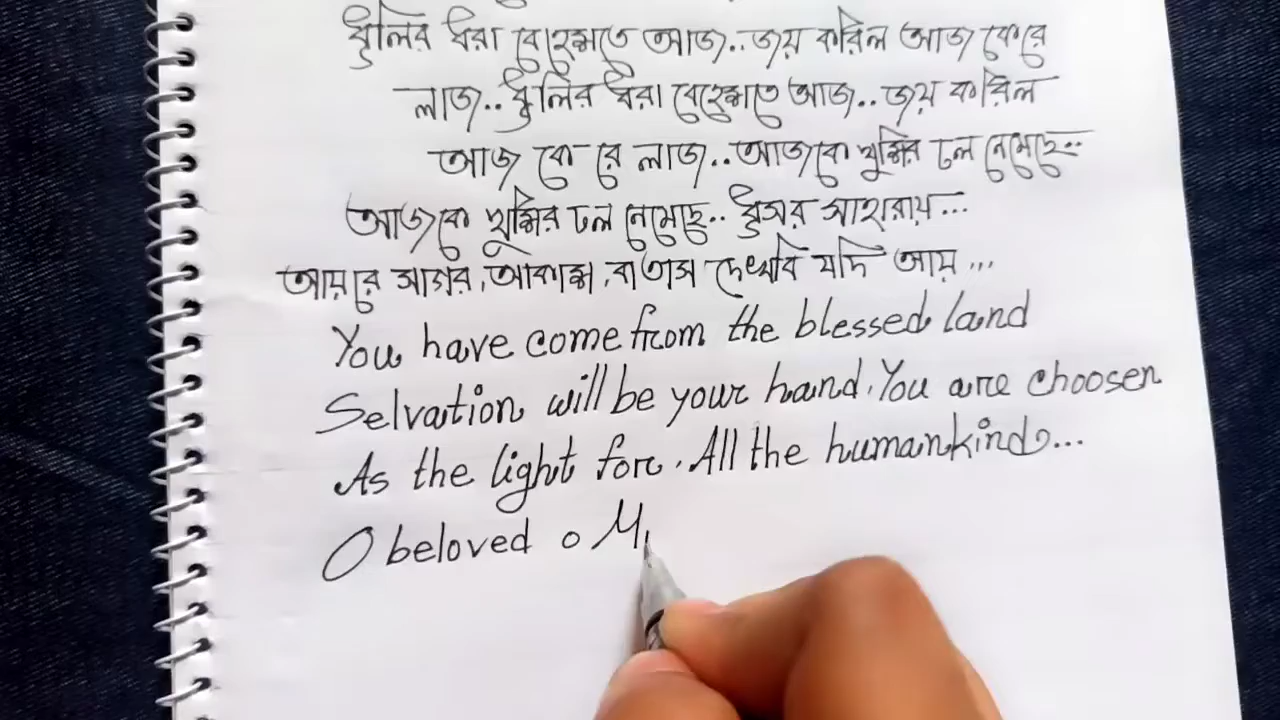 ধুলির ধরা বেহেশতে আজ..জয় করিল আজ কেরে
লাজ..ধুলির ধরা বেহেশতে আজ..জয় করিল
আজ কে রে লাজ..আজকে খুশির ঢল নেমেছে..
আজকে খুশির ঢল নেমেছে..ধুসর সাহারায়...
আয়রে সাগর,আকাশ,বাতাস দেখবি যদি আয়...
You have come from the blessed land
Selvation will be your hand. You are choosen
As the light for. All the humankind...
O beloved o M